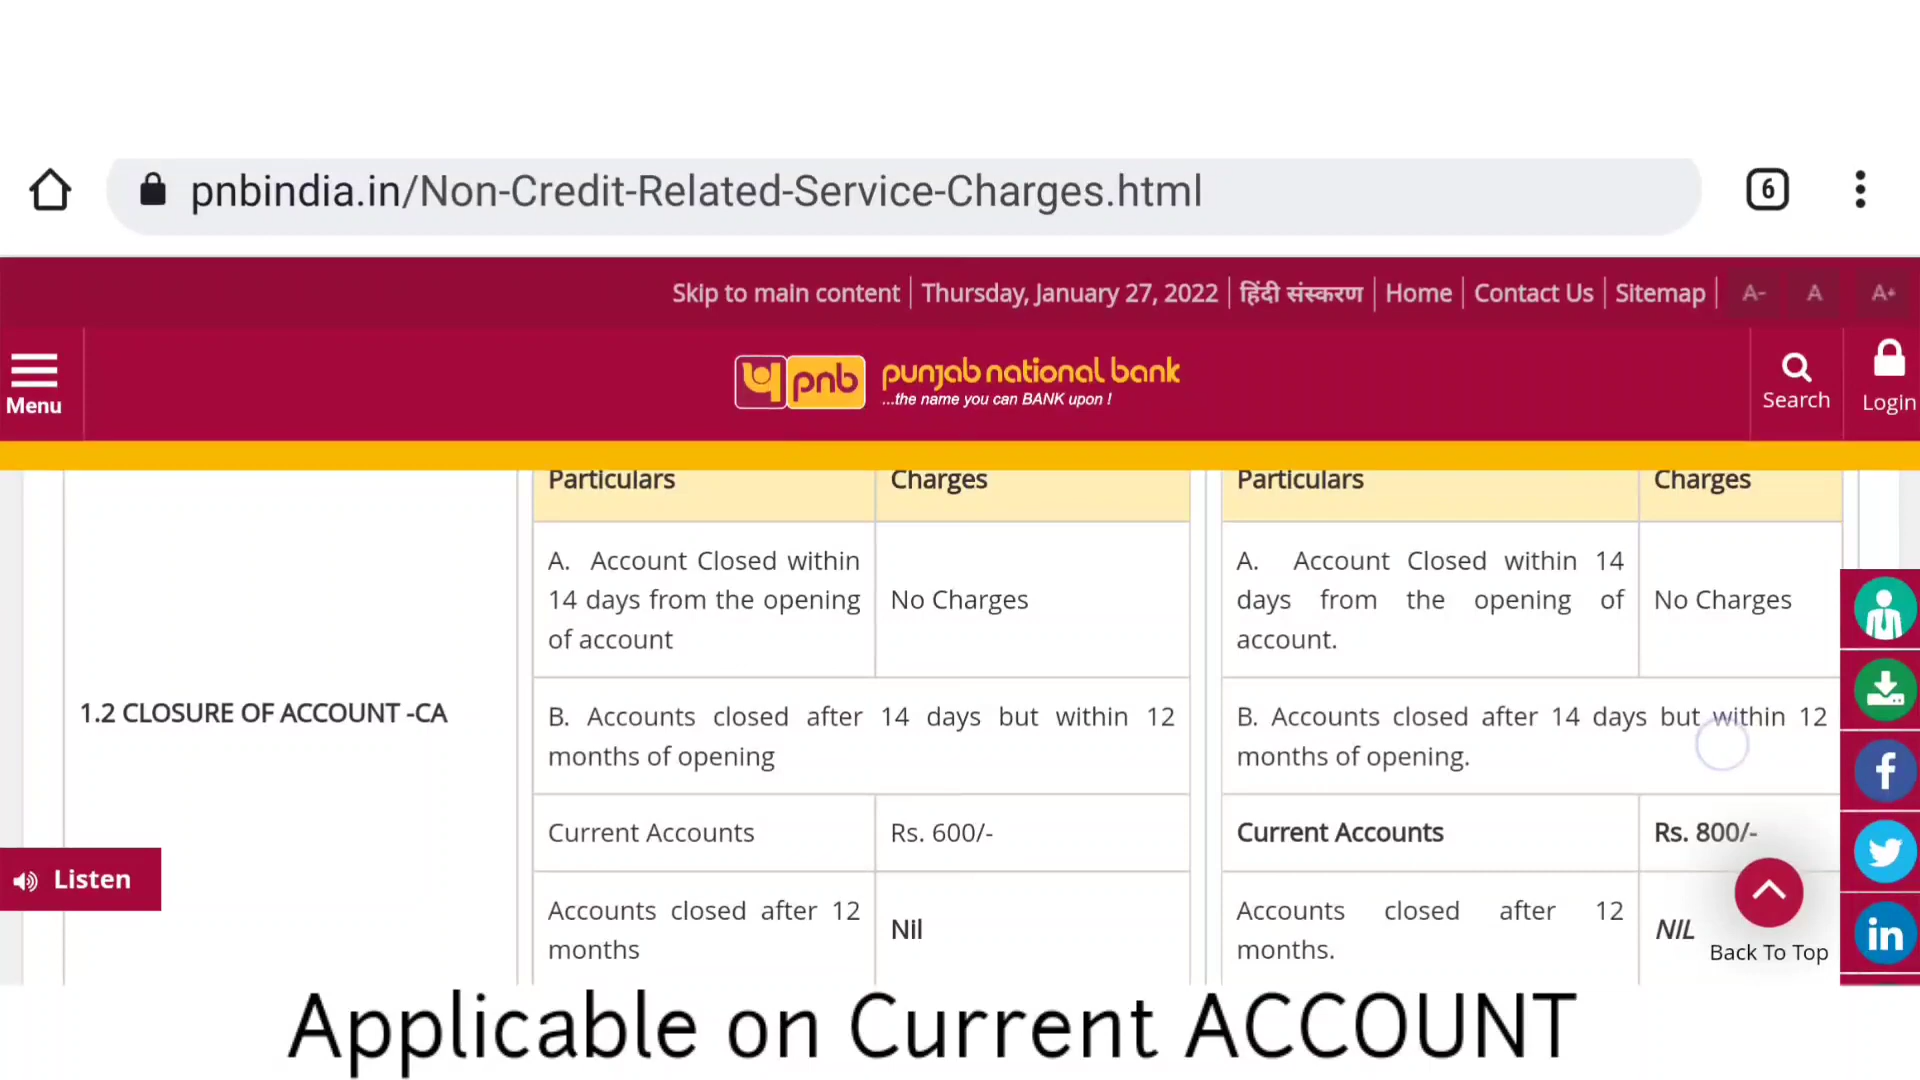 pnbindia.in/Non-Credit-Related-Service-Charges.html
6
Skip to main content Thursday, January 27, 2022 हिंदी संस्करण Home Contact Us Sitemap A- A A+
Menu
पी pnb punjab national bank
...the name you can BANK upon !
Search
Login
Particulars Charges Particulars Charges
1.2 CLOSURE OF ACCOUNT -CA
A. Account Closed within
14 days from the opening
of account
No Charges
A. Account Closed within 14
days from the opening of
account.
No Charges
B. Accounts closed after 14 days but within 12
months of opening
B. Accounts closed after 14 days but within 12
months of opening.
Current Accounts Rs. 600/- Current Accounts Rs. 800/-
Accounts closed after 12
months
Nil
Accounts closed after 12
months.
NIL
Listen
Back To Top
f
in
Applicable on Current ACCOUNT